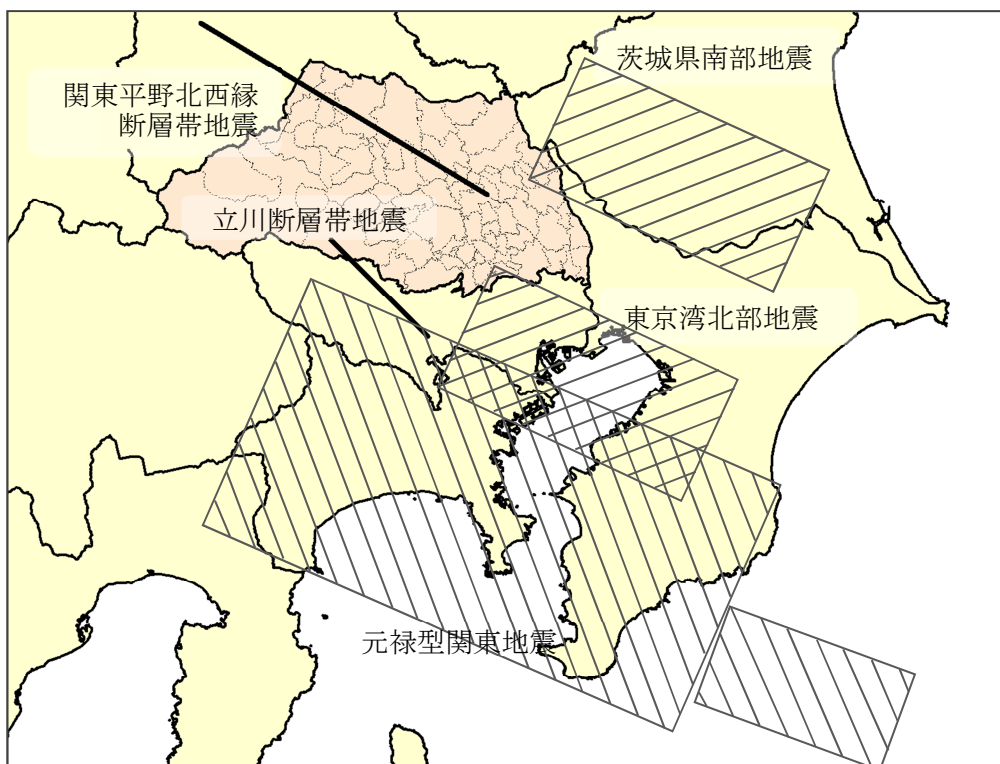 茨城県南部地震
関東平野北西縁
断層帯地震
立川断層帯地震
東京湾北部地震
元禄型関東地震